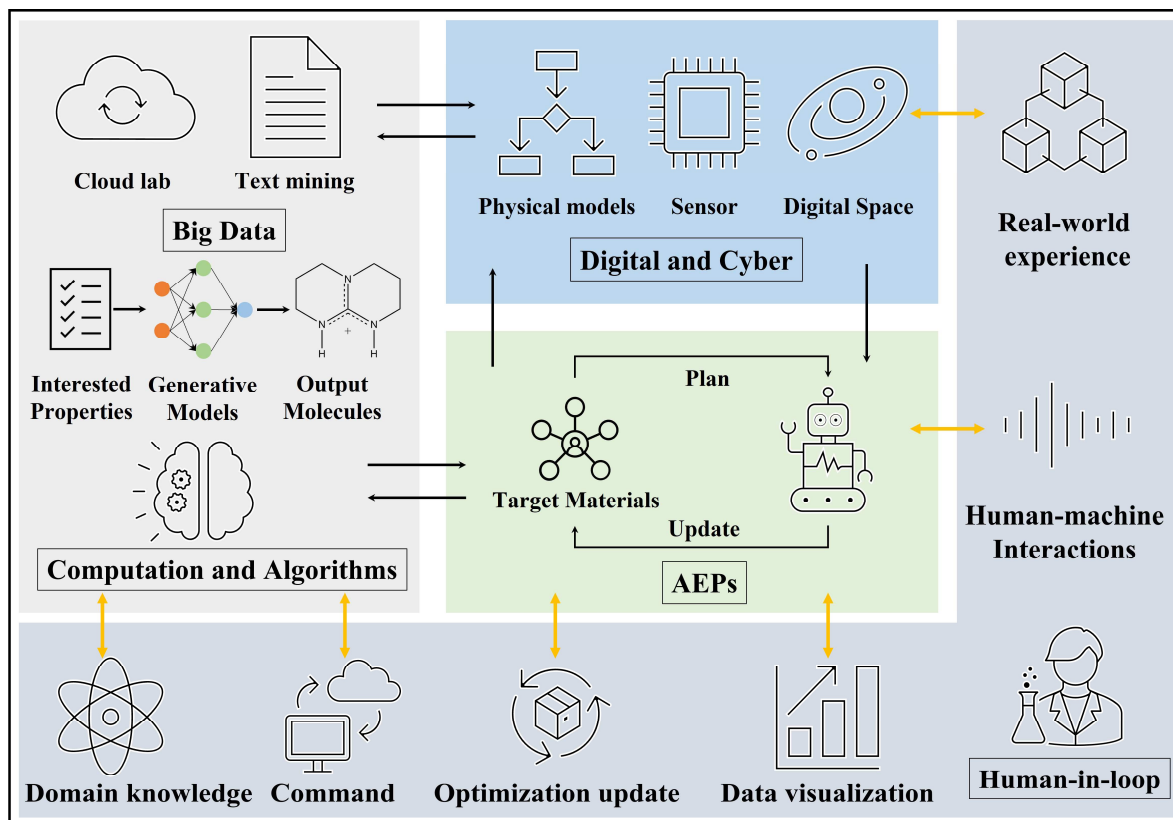 Cloud lab
Text mining
Big Data
Physical models
Sensor
Digital Space
Digital and Cyber
Real-world
experience
Interested
Properties
Generative
Models
N
N
N
+
H
H
Output
Molecules
Computation and Algorithms
Plan
Target Materials
Update
AEPs
Human-machine
Interactions
Domain knowledge
Command
Optimization update
Data visualization
Human-in-loop